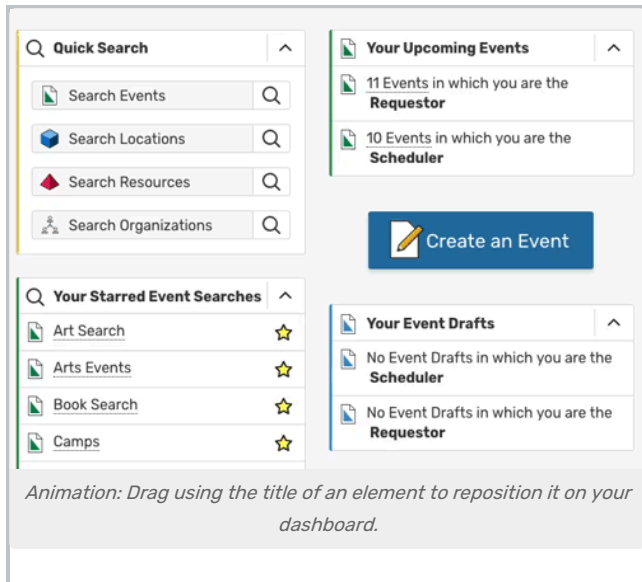 Quick Search
Search Events
Search Locations
Search Resources
Search Organizations
Your Starred Event Searches
Art Search
Arts Events
Book Search
Camps
Your Upcoming Events
11 Events in which you are the
Requestor
10 Events in which you are the
Scheduler
Create an Event
Your Event Drafts
No Event Drafts in which you are the
Scheduler
No Event Drafts in which you are the
Requestor
Animation: Drag using the title of an element to reposition it on your
dashboard.